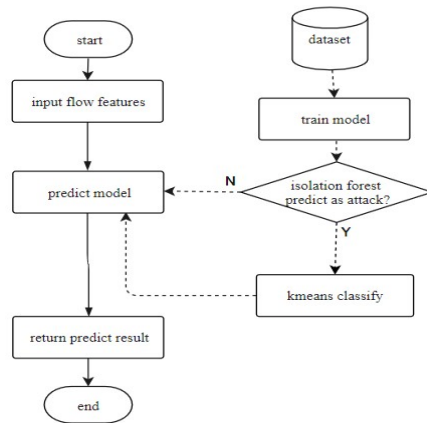 start
dataset
input flow features
train model
predict model
N
isolation forest
predict as attack?
Y
kmeans classify
return predict result
end